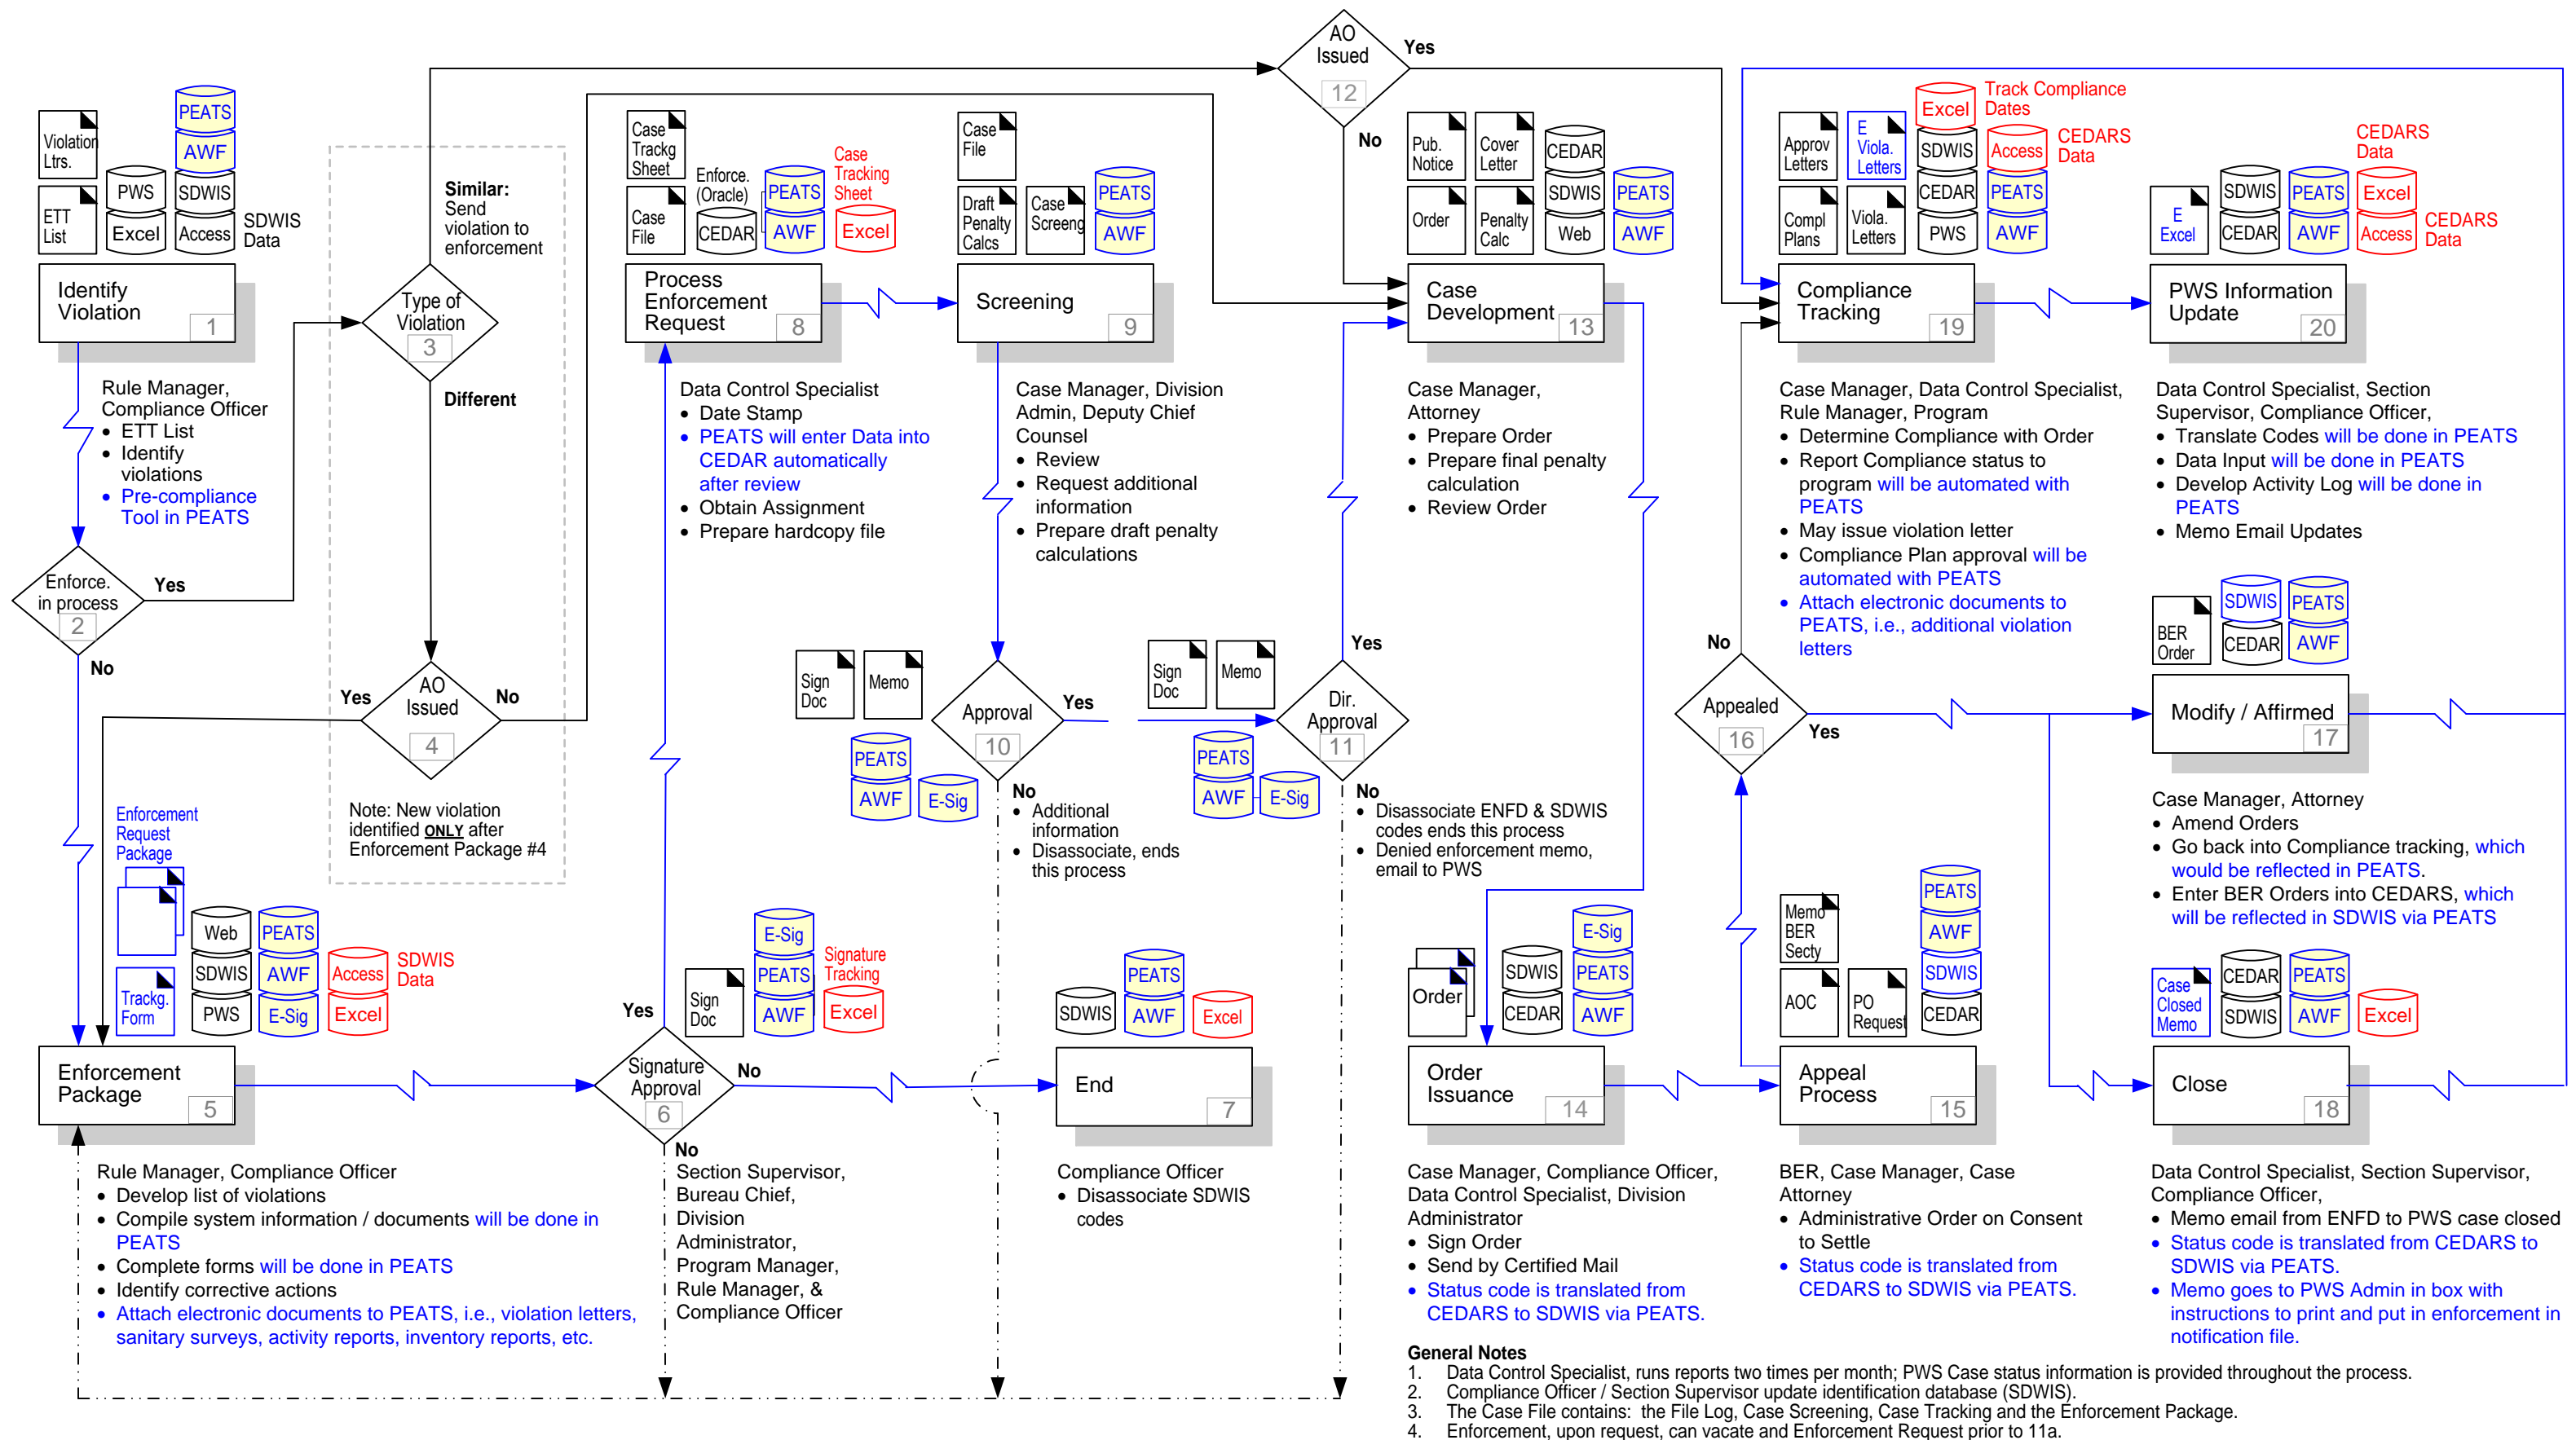 AO
Issued
12
Yes
No
Violation
Ltrs.
ETT
List
PWS
Excel
PEATS
AWF
SDWIS
Access
SDWIS
Data
Identify
Violation
1
Rule Manager,
Compliance Officer
• ETT List
• Identify
violations
• Pre-compliance
Tool in PEATS
Enforce.
in process
2
Yes
No
Similar:
Send
violation to
enforcement
Type of
Violation
3
Different
AO
Issued
4
Yes
No
Note: New violation
identified ONLY after
Enforcement Package #4
Enforcement
Request
Package
Trackg.
Form
Web
SDWIS
PWS
PEATS
AWF
E-Sig
Access
Excel
SDWIS
Data
Enforcement
Package
5
Rule Manager, Compliance Officer
• Develop list of violations
• Compile system information / documents will be done in
PEATS
• Complete forms will be done in PEATS
• Identify corrective actions
• Attach electronic documents to PEATS, i.e., violation letters,
sanitary surveys, activity reports, inventory reports, etc.
Sign
Doc
E-Sig
PEATS
AWF
Signature
Tracking
Excel
Yes
Signature
Approval
6
No
No
Section Supervisor,
Bureau Chief,
Division
Administrator,
Program Manager,
Rule Manager, &
Compliance Officer
SDWIS
PEATS
AWF
Excel
End
7
Compliance Officer
• Disassociate SDWIS
codes
Case
Trackg
Sheet
Case
File
Enforce.
(Oracle)
CEDAR
PEATS
AWF
Case
Tracking
Sheet
Excel
Process
Enforcement
Request
8
Data Control Specialist
• Date Stamp
• PEATS will enter Data into
CEDAR automatically
after review
• Obtain Assignment
• Prepare hardcopy file
Case
File
Draft
Penalty
Calcs
Case
Screeng
PEATS
AWF
Screening
9
Case Manager, Division
Admin, Deputy Chief
Counsel
• Review
• Request additional
information
• Prepare draft penalty
calculations
Sign
Doc
Memo
PEATS
AWF
E-Sig
Approval
10
Yes
No
• Additional
information
• Disassociate, ends
this process
Sign
Doc
Memo
PEATS
AWF
E-Sig
Dir.
Approval
11
Yes
No
• Disassociate ENFD & SDWIS
codes ends this process
• Denied enforcement memo,
email to PWS
Pub.
Notice
Cover
Letter
Order
Penalty
Calc
CEDAR
SDWIS
Web
PEATS
AWF
Case
Development
13
Case Manager,
Attorney
• Prepare Order
• Prepare final penalty
calculation
• Review Order
Order
SDWIS
CEDAR
E-Sig
PEATS
AWF
Order
Issuance
14
Case Manager, Compliance Officer,
Data Control Specialist, Division
Administrator
• Sign Order
• Send by Certified Mail
• Status code is translated from
CEDARS to SDWIS via PEATS.
Memo
BER
Secty
AOC
PO
Request
PEATS
AWF
SDWIS
CEDAR
Appeal
Process
15
BER, Case Manager, Case
Attorney
• Administrative Order on Consent
to Settle
• Status code is translated from
CEDARS to SDWIS via PEATS.
No
Appealed
16
Yes
Approv
Letters
E
Viola.
Letters
Compl
Plans
Viola.
Letters
Excel
SDWIS
CEDAR
PWS
Track Compliance
Dates
Access
PEATS
AWF
CEDARS
Data
Compliance
Tracking
19
Case Manager, Data Control Specialist,
Rule Manager, Program
• Determine Compliance with Order
• Report Compliance status to
program will be automated with
PEATS
• May issue violation letter
• Compliance Plan approval will be
automated with PEATS
• Attach electronic documents to
PEATS, i.e., additional violation
letters
E
Excel
SDWIS
CEDAR
PEATS
AWF
CEDARS
Data
Excel
Access
CEDARS
Data
PWS Information
Update
20
Data Control Specialist, Section
Supervisor, Compliance Officer,
• Translate Codes will be done in PEATS
• Data Input will be done in PEATS
• Develop Activity Log will be done in
PEATS
• Memo Email Updates
BER
Order
SDWIS
CEDAR
PEATS
AWF
Modify / Affirmed
17
Case Manager, Attorney
• Amend Orders
• Go back into Compliance tracking, which
would be reflected in PEATS.
• Enter BER Orders into CEDARS, which
will be reflected in SDWIS via PEATS
Case
Closed
Memo
CEDAR
SDWIS
PEATS
AWF
Excel
Close
18
Data Control Specialist, Section Supervisor,
Compliance Officer,
• Memo email from ENFD to PWS case closed
• Status code is translated from CEDARS to
SDWIS via PEATS.
• Memo goes to PWS Admin in box with
instructions to print and put in enforcement in
notification file.
General Notes
1. Data Control Specialist, runs reports two times per month; PWS Case status information is provided throughout the process.
2. Compliance Officer / Section Supervisor update identification database (SDWIS).
3. The Case File contains: the File Log, Case Screening, Case Tracking and the Enforcement Package.
4. Enforcement, upon request, can vacate and Enforcement Request prior to 11a.